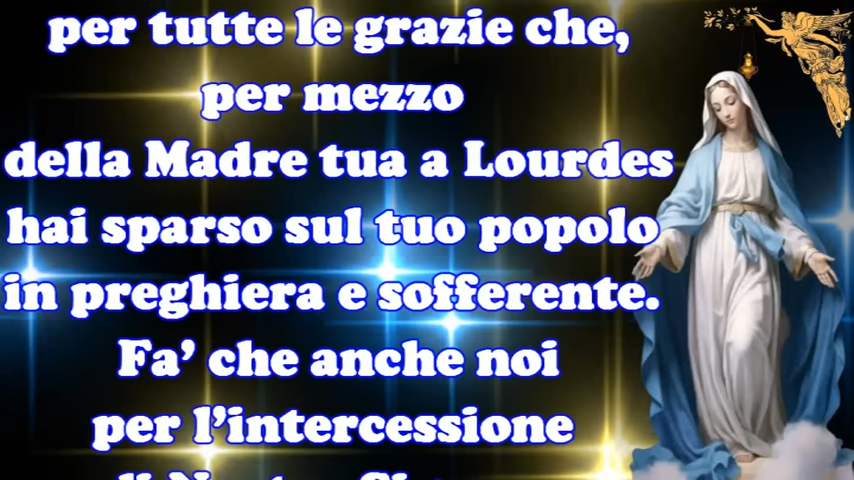 per tutte le grazie che,
per mezzo
della Madre tua a Lourdes
hai sparso sul tuo popolo
in preghiera e sofferente.
Fa’ che anche noi
per l’intercessione